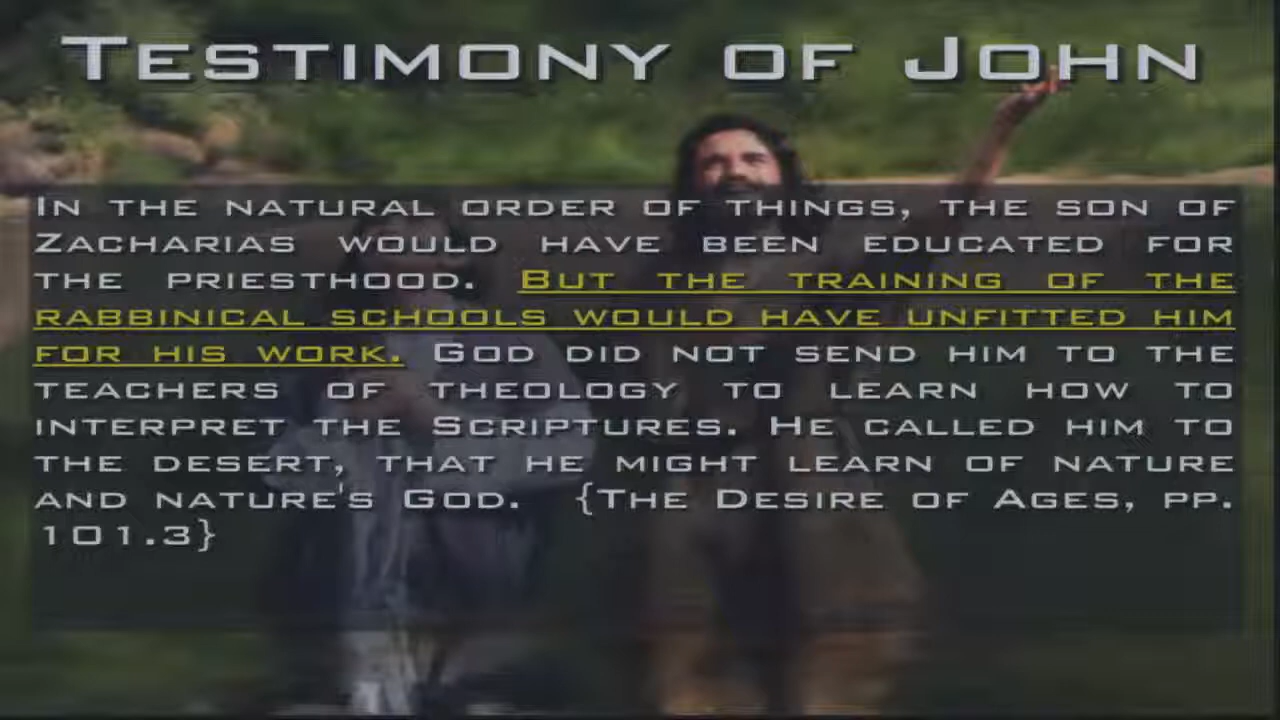 Testimony of John
In the natural order of things, the son of
Zacharias would have been educated for
the priesthood. But the training of the
rabbinical schools would have unfitted him
for his work. God did not send him to the
teachers of theology to learn how to
interpret the Scriptures. He called him to
the desert, that he might learn of nature
and nature's God. {The Desire of Ages, pp.
101.3}